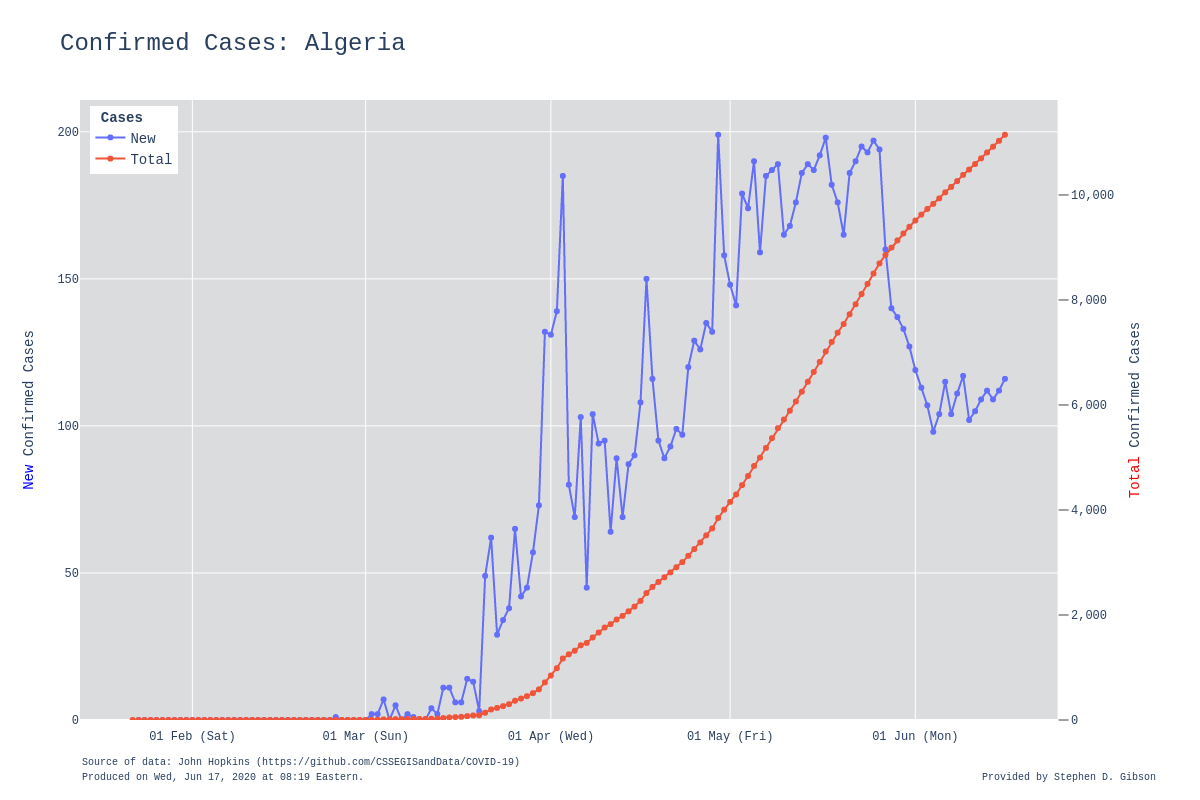 Confirmed Cases: Algeria
Cases
New
Total
200
150
100
50
0
10,000
8,000
6,000
4,000
2,000
0
New Confirmed Cases
Total Confirmed Cases
01 Feb (Sat)
01 Mar (Sun)
01 Apr (Wed)
01 May (Fri)
01 Jun (Mon)
Source of data: John Hopkins (https://github.com/CSSEGISandData/COVID-19)
Produced on Wed, Jun 17, 2020 at 08:19 Eastern.
Provided by Stephen D. Gibson